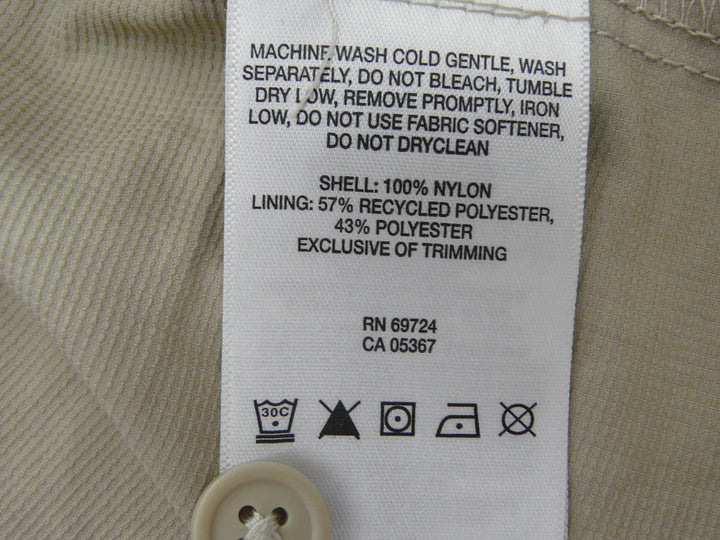 MACHINE WASH COLD GENTLE, WASH
SEPARATELY, DO NOT BLEACH, TUMBLE
DRY LOW, REMOVE PROMPTLY, IRON
LOW, DO NOT USE FABRIC SOFTENER,
DO NOT DRYCLEAN
SHELL: 100% NYLON
LINING: 57% RECYCLED POLYESTER,
43% POLYESTER
EXCLUSIVE OF TRIMMING
RN 69724
CA 05367
30C